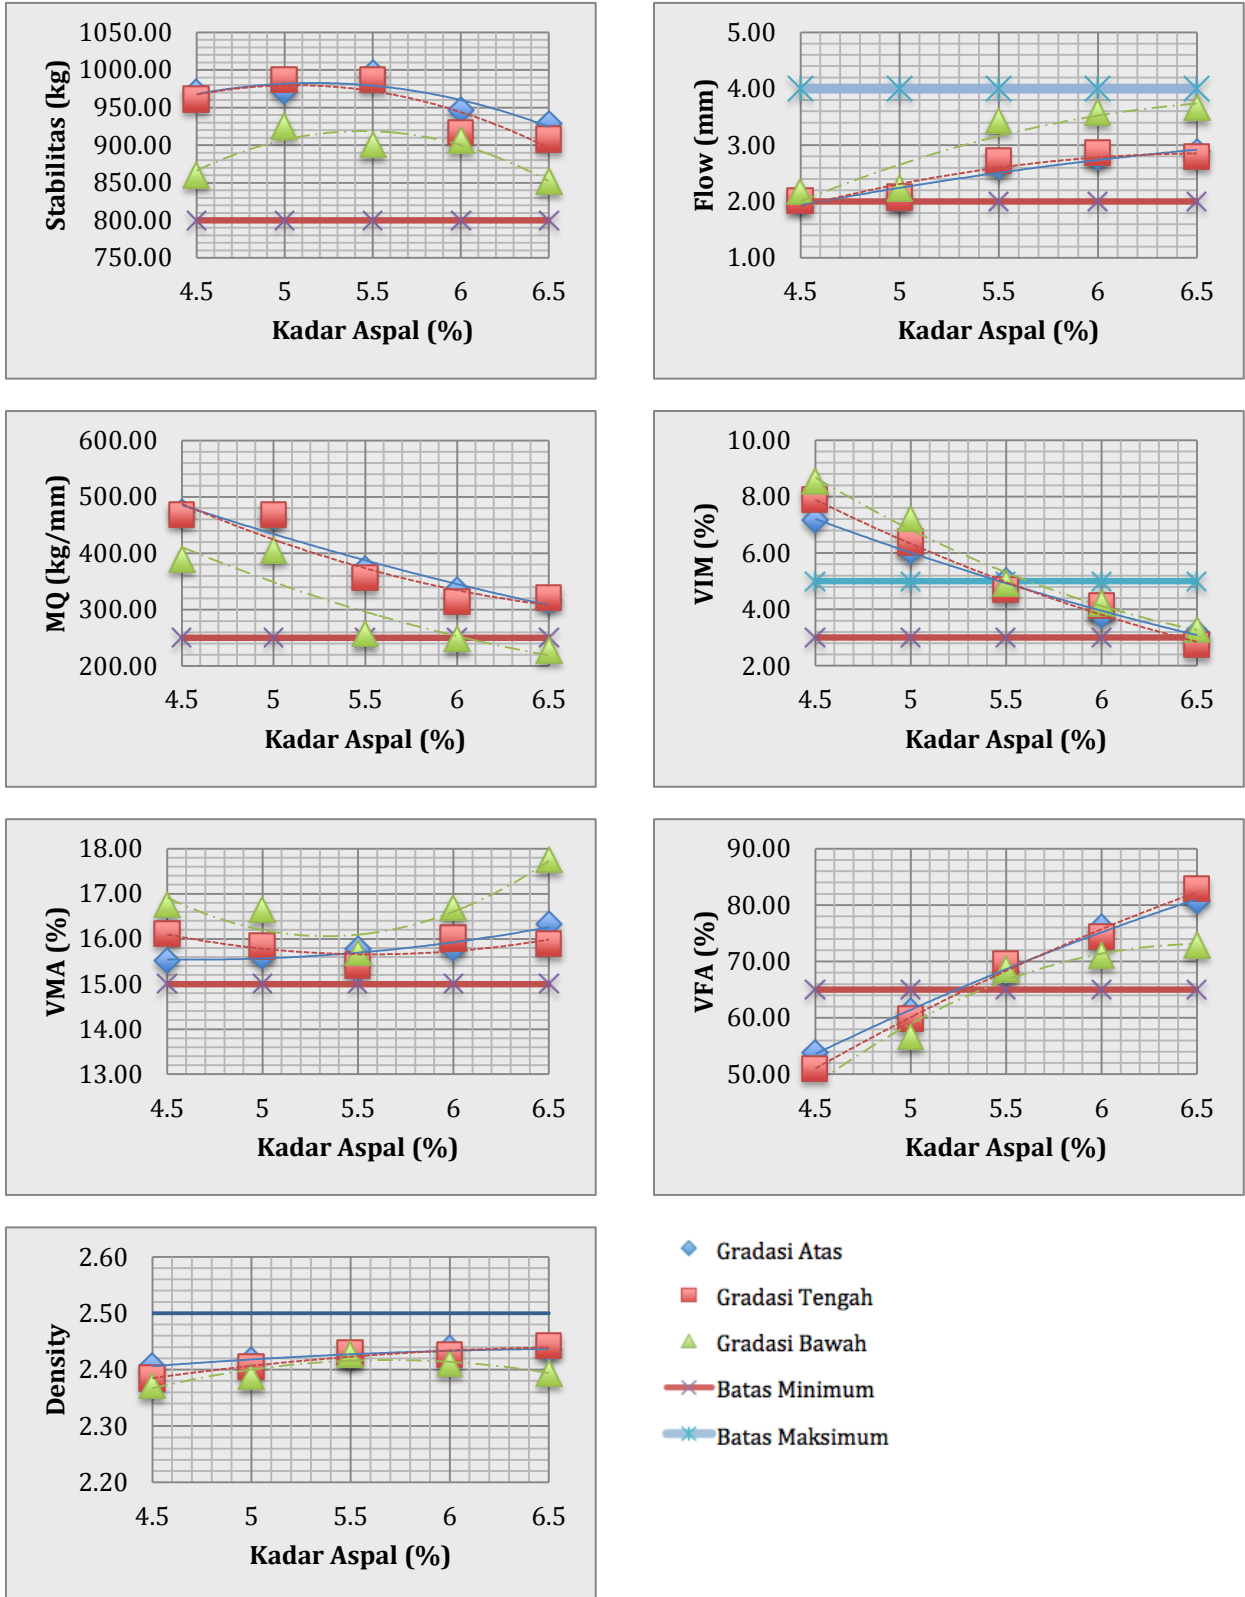 1050.00
1000.00
950.00
900.00
850.00
800.00
750.00
Stabilitas (kg)
4.5 5 5.5 6 6.5
Kadar Aspal (%)
5.00
4.00
3.00
2.00
1.00
Flow (mm)
4.5 5 5.5 6 6.5
Kadar Aspal (%)
600.00
500.00
400.00
300.00
200.00
MQ (kg/mm)
4.5 5 5.5 6 6.5
Kadar Aspal (%)
10.00
8.00
6.00
4.00
2.00
VIM (%)
4.5 5 5.5 6 6.5
Kadar Aspal (%)
18.00
17.00
16.00
15.00
14.00
13.00
VMA (%)
4.5 5 5.5 6 6.5
Kadar Aspal (%)
90.00
80.00
70.00
60.00
50.00
VFA (%)
4.5 5 5.5 6 6.5
Kadar Aspal (%)
2.60
2.50
2.40
2.30
2.20
Density
4.5 5 5.5 6 6.5
Kadar Aspal (%)
Gradasi Atas
Gradasi Tengah
Gradasi Bawah
Batas Minimum
Batas Maksimum